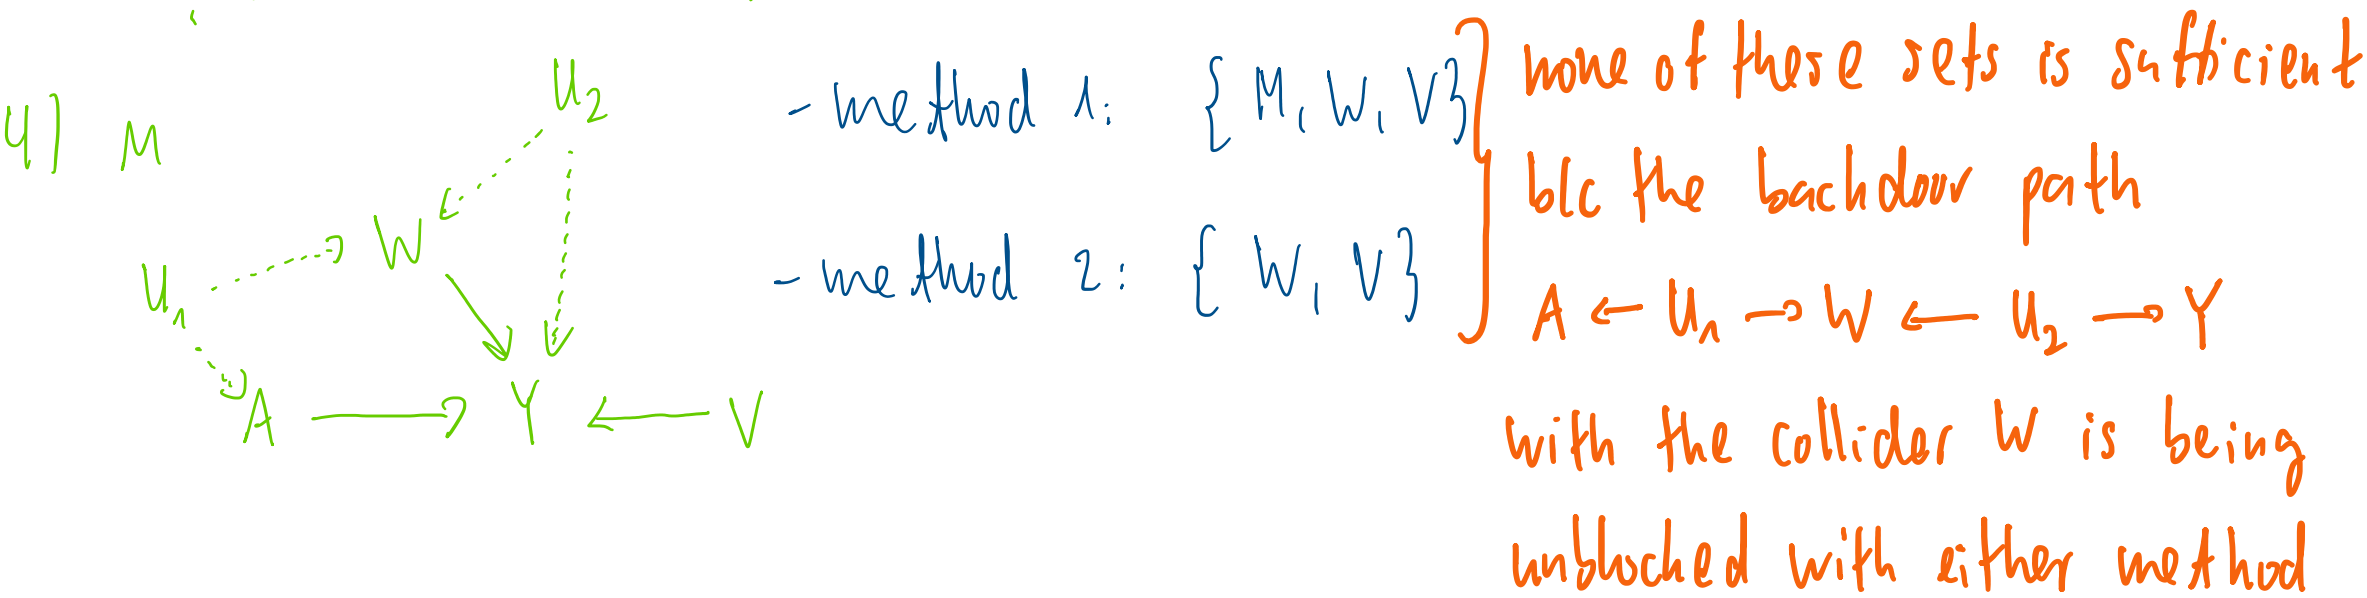 4) M
U₂
W
U₁
A → Y ← V
- method 1: { M, W, V}
- method 2: { W, V}
none of these sets is sufficient
b/c the backdoor path
A ← U₁ → W ← U₂ → Y
with the collider W is being
unblocked with either method